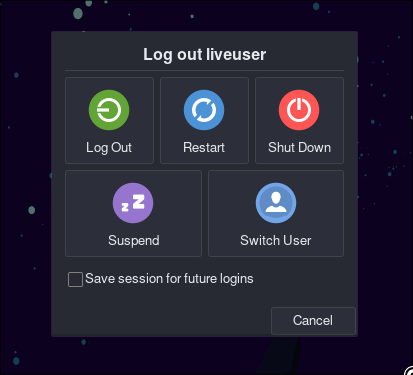 Log out liveuser
Log Out
Restart
Shut Down
Suspend
Switch User
Save session for future logins
Cancel